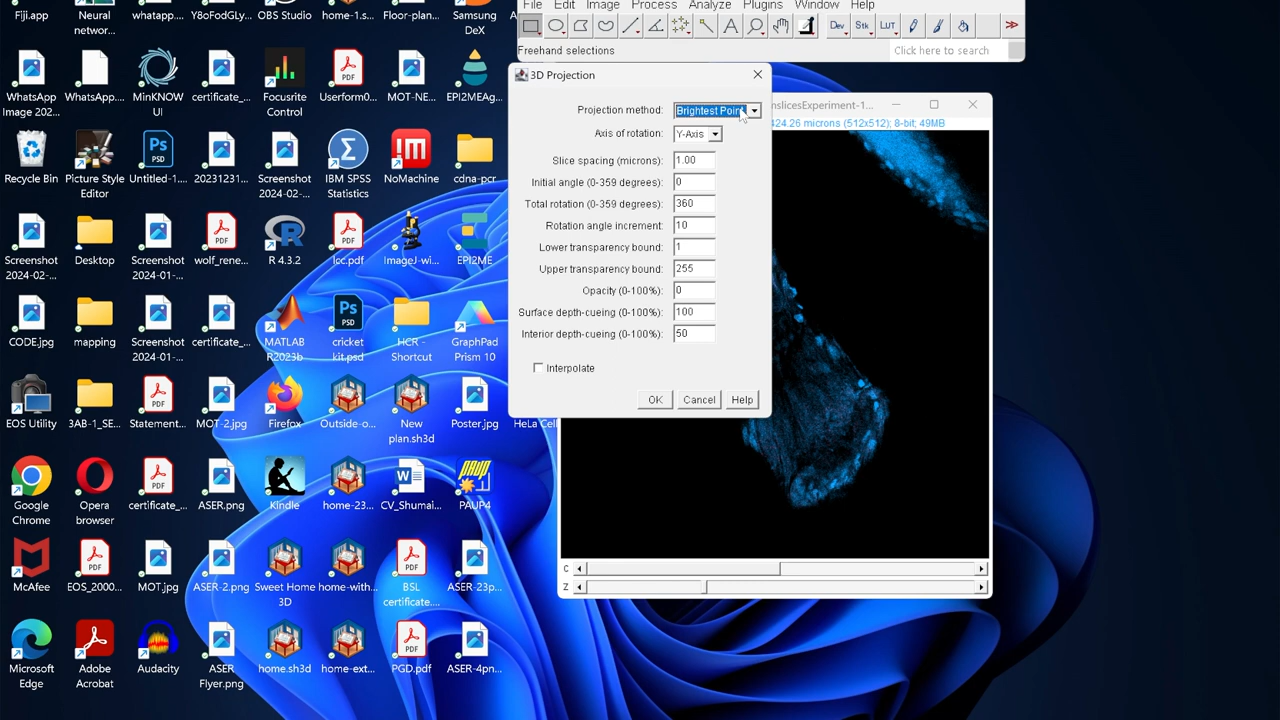 Fiji.app
Neural networ...
whatapp....
Y8oFodGLy...
OBS Studio
home-1.s...
Floor-plan...
Samsung DeX
File Edit Image Process Analyze Plugins Window Help
Dev Stk LUT
Freehand selections
Click here to search
WhatsApp Image 202...
WhatsApp...
MinKNOW UI
certificate_...
Focusrite Control
Userform0...
MOT-NE...
EPI2MEAg...
Recycle Bin
Picture Style Editor
Untitled-1....
20231231...
Screenshot 2024-02-...
IBM SPSS Statistics
NoMachine
cdna-pcr
Screenshot 2024-02-...
Desktop
Screenshot 2024-01-...
wolf_rene...
R 4.3.2
lcc.pdf
ImageJ-wi...
EPI2ME
CODE.jpg
mapping
Screenshot 2024-01-...
certificate_...
MATLAB R2023b
cricket kit.psd
HCR - Shortcut
GraphPad Prism 10
EOS Utility
3AB-1_SE...
Statement...
MOT-2.jpg
Firefox
Outside-o...
New plan.sh3d
Poster.jpg
HeLa Cell
Google Chrome
Opera browser
certificate_...
ASER.png
Kindle
home-23...
CV_Shumai...
PAUP4
McAfee
EOS_2000...
MOT.jpg
ASER-2.png
Sweet Home 3D
home-with...
BSL certificate....
ASER-23p...
Microsoft Edge
Adobe Acrobat
Audacity
ASER Flyer.png
home.sh3d
home-ext...
PGD.pdf
ASER-4pn...
3D Projection
Projection method: Brightest Point
Axis of rotation: Y-Axis
Slice spacing (microns): 1.00
Initial angle (0-359 degrees): 0
Total rotation (0-359 degrees): 360
Rotation angle increment: 10
Lower transparency bound: 1
Upper transparency bound: 255
Opacity (0-100%): 0
Surface depth-cueing (0-100%): 100
Interior depth-cueing (0-100%): 50
Interpolate
OK Cancel Help
nslicesExperiment-1...
424.26 microns (512x512); 8-bit; 49MB
C
Z